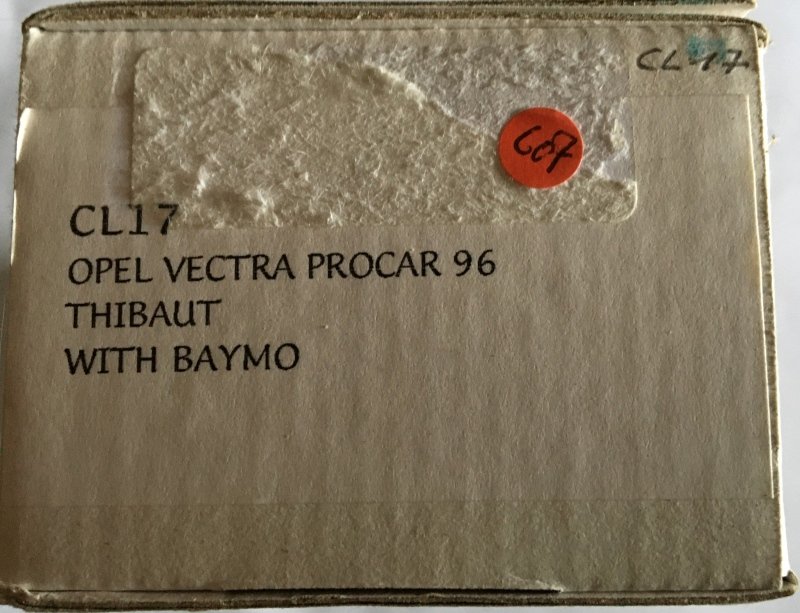 CL 17
607
CL17
OPEL VECTRA PROCAR 96
THIBAUT
WITH BAYMO